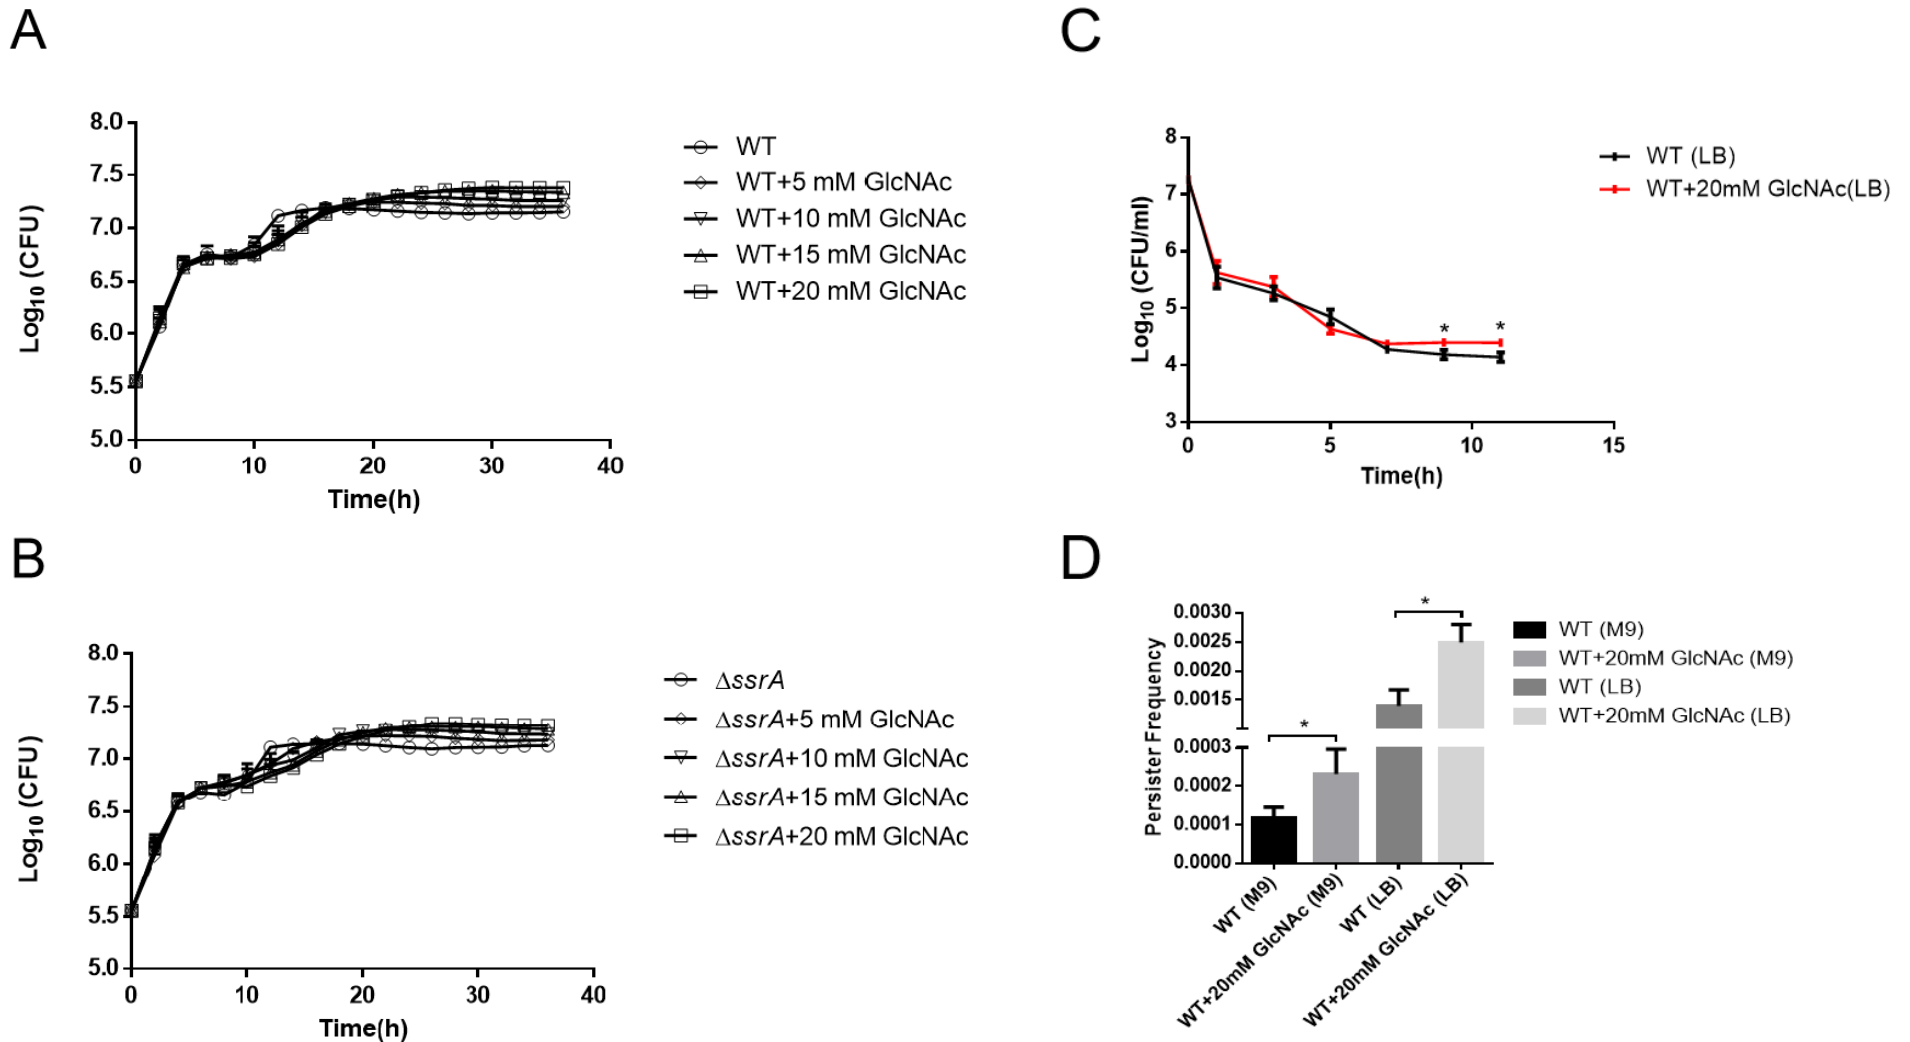 A
8.0
7.5
7.0
6.5
6.0
5.5
5.0
0 10 20 30 40
Log10 (CFU)
Time(h)
WT
WT+5 mM GlcNAc
WT+10 mM GlcNAc
WT+15 mM GlcNAc
WT+20 mM GlcNAc
B
8.0
7.5
7.0
6.5
6.0
5.5
5.0
0 10 20 30 40
Log10 (CFU)
Time(h)
ΔssrA
ΔssrA+5 mM GlcNAc
ΔssrA+10 mM GlcNAc
ΔssrA+15 mM GlcNAc
ΔssrA+20 mM GlcNAc
C
8
7
6
5
4
3
0 5 10 15
Log10 (CFU/ml)
Time(h)
* *
WT (LB)
WT+20mM GlcNAc(LB)
D
0.0030
0.0025
0.0020
0.0015
0.0003
0.0002
0.0001
0.0000
Persister Frequency
*
*
WT (M9)
WT+20mM GlcNAc (M9)
WT (LB)
WT+20mM GlcNAc (LB)
WT (M9)
WT+20mM GlcNAc (M9)
WT (LB)
WT+20mM GlcNAc (LB)